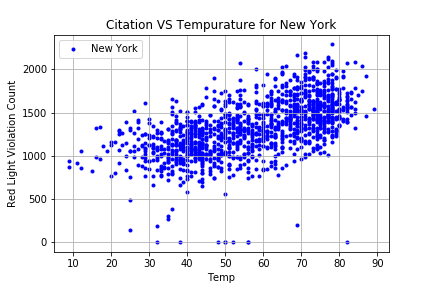 Citation VS Tempurature for New York
New York
Red Light Violation Count
2000
1500
1000
500
0
10 20 30 40 50 60 70 80 90
Temp